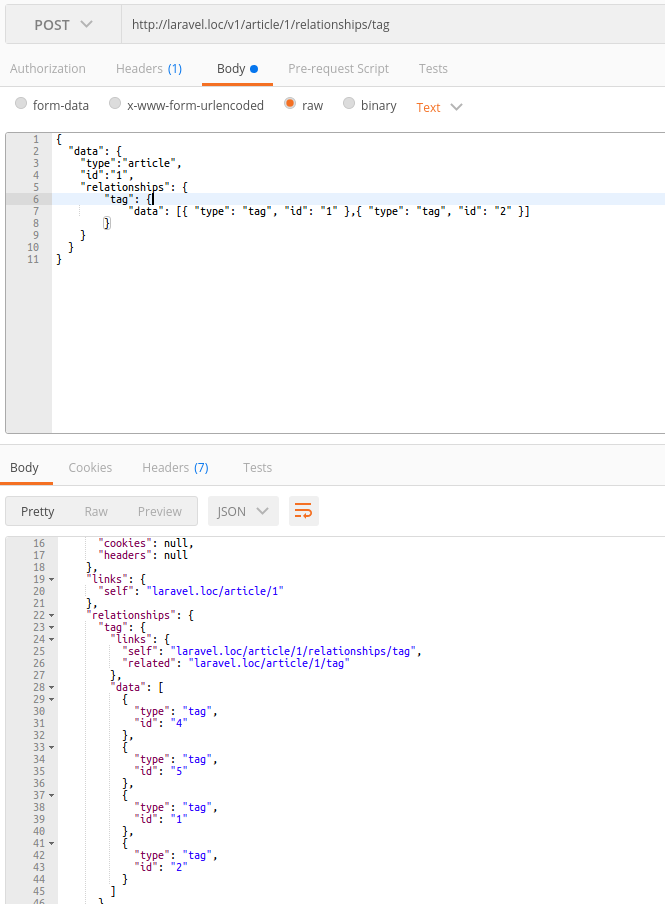 POST http://laravel.loc/v1/article/1/relationships/tag
Authorization Headers (1) Body Pre-request Script Tests
form-data x-www-form-urlencoded raw binary Text
1 {
2 "data": {
3 "type":"article",
4 "id":"1",
5 "relationships": {
6 "tag": {
7 "data": [{ "type": "tag", "id": "1" },{ "type": "tag", "id": "2" }]
8 }
9 }
10 }
11 }
Body Cookies Headers (7) Tests
Pretty Raw Preview JSON
16 "cookies": null,
17 "headers": null
18 },
19 "links": {
20 "self": "laravel.loc/article/1"
21 },
22 "relationships": {
23 "tag": {
24 "links": {
25 "self": "laravel.loc/article/1/relationships/tag",
26 "related": "laravel.loc/article/1/tag"
27 },
28 "data": [
29 {
30 "type": "tag",
31 "id": "4"
32 },
33 {
34 "type": "tag",
35 "id": "5"
36 },
37 {
38 "type": "tag",
39 "id": "1"
40 },
41 {
42 "type": "tag",
43 "id": "2"
44 }
45 ]
46 }